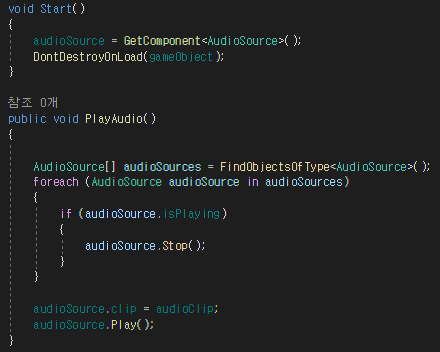 void Start()
{
audioSource = GetComponent<AudioSource>();
DontDestroyOnLoad(gameObject);
}
참조 0개
public void PlayAudio()
{
AudioSource[] audioSources = FindObjectsOfType<AudioSource>();
foreach (AudioSource audioSource in audioSources)
{
if (audioSource.isPlaying)
{
audioSource.Stop();
}
}
audioSource.clip = audioClip;
audioSource.Play();
}